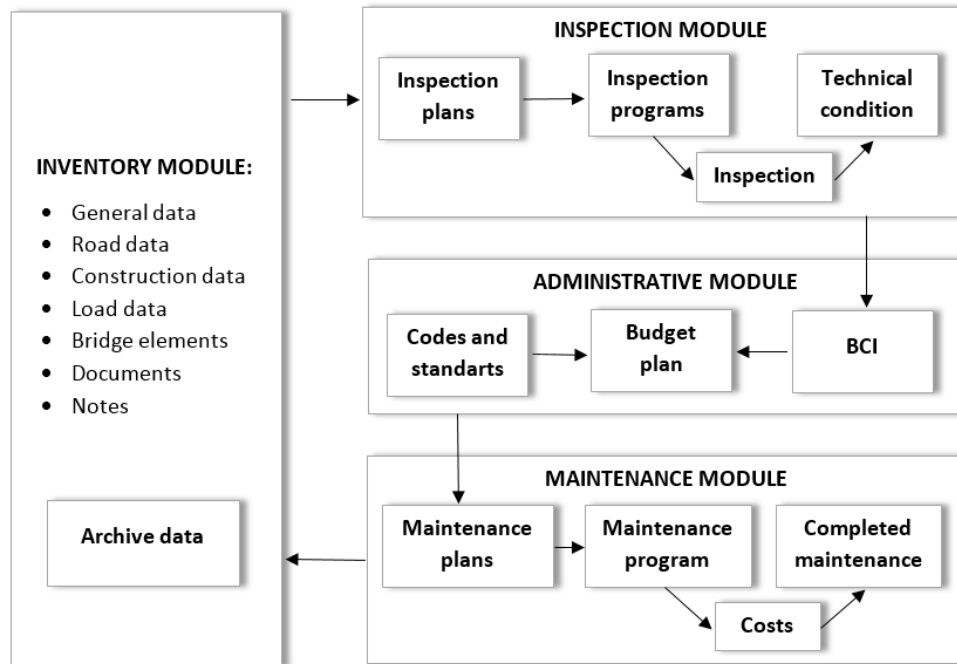 INVENTORY MODULE:
• General data
• Road data
• Construction data
• Load data
• Bridge elements
• Documents
• Notes
Archive data
INSPECTION MODULE
Inspection
plans
Inspection
programs
Technical
condition
Inspection
ADMINISTRATIVE MODULE
Codes and
standarts
Budget
plan
BCI
MAINTENANCE MODULE
Maintenance
plans
Maintenance
program
Completed
maintenance
Costs